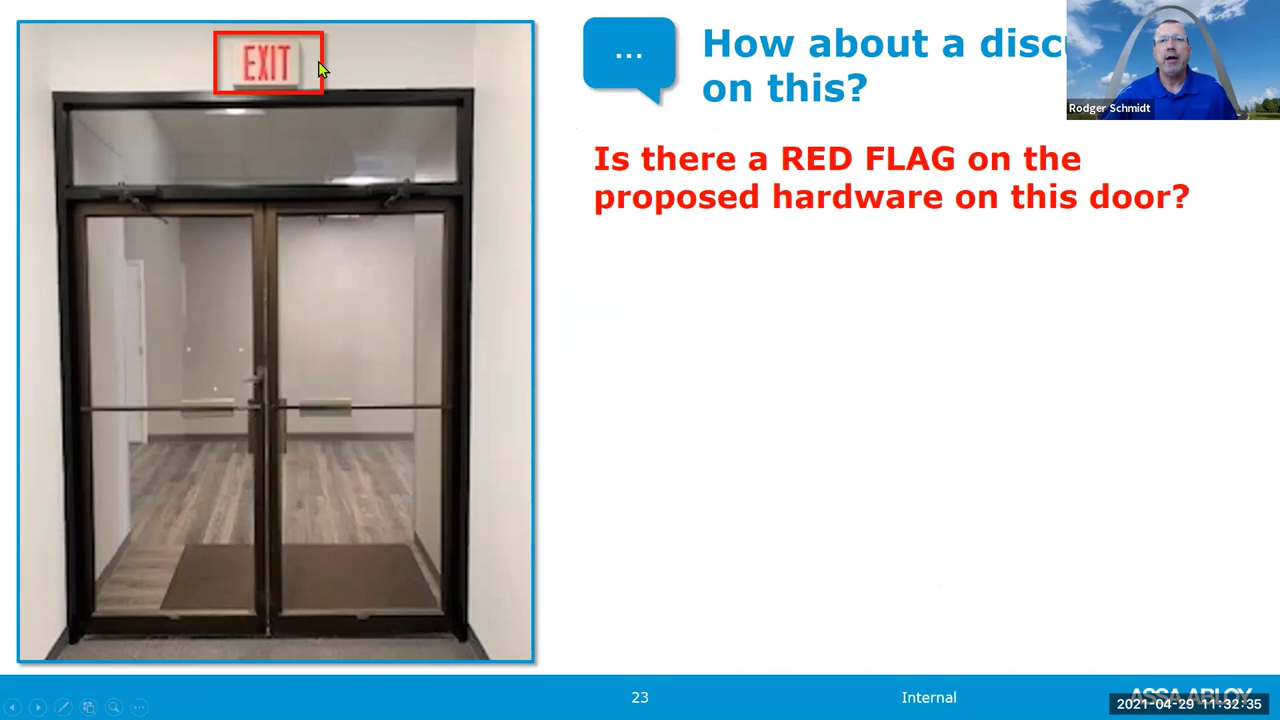 EXIT
...
How about a disc
on this?
Rodger Schmidt
Is there a RED FLAG on the
proposed hardware on this door?
23
Internal
ASSA ABLOY
2021-04-29 11:32:35